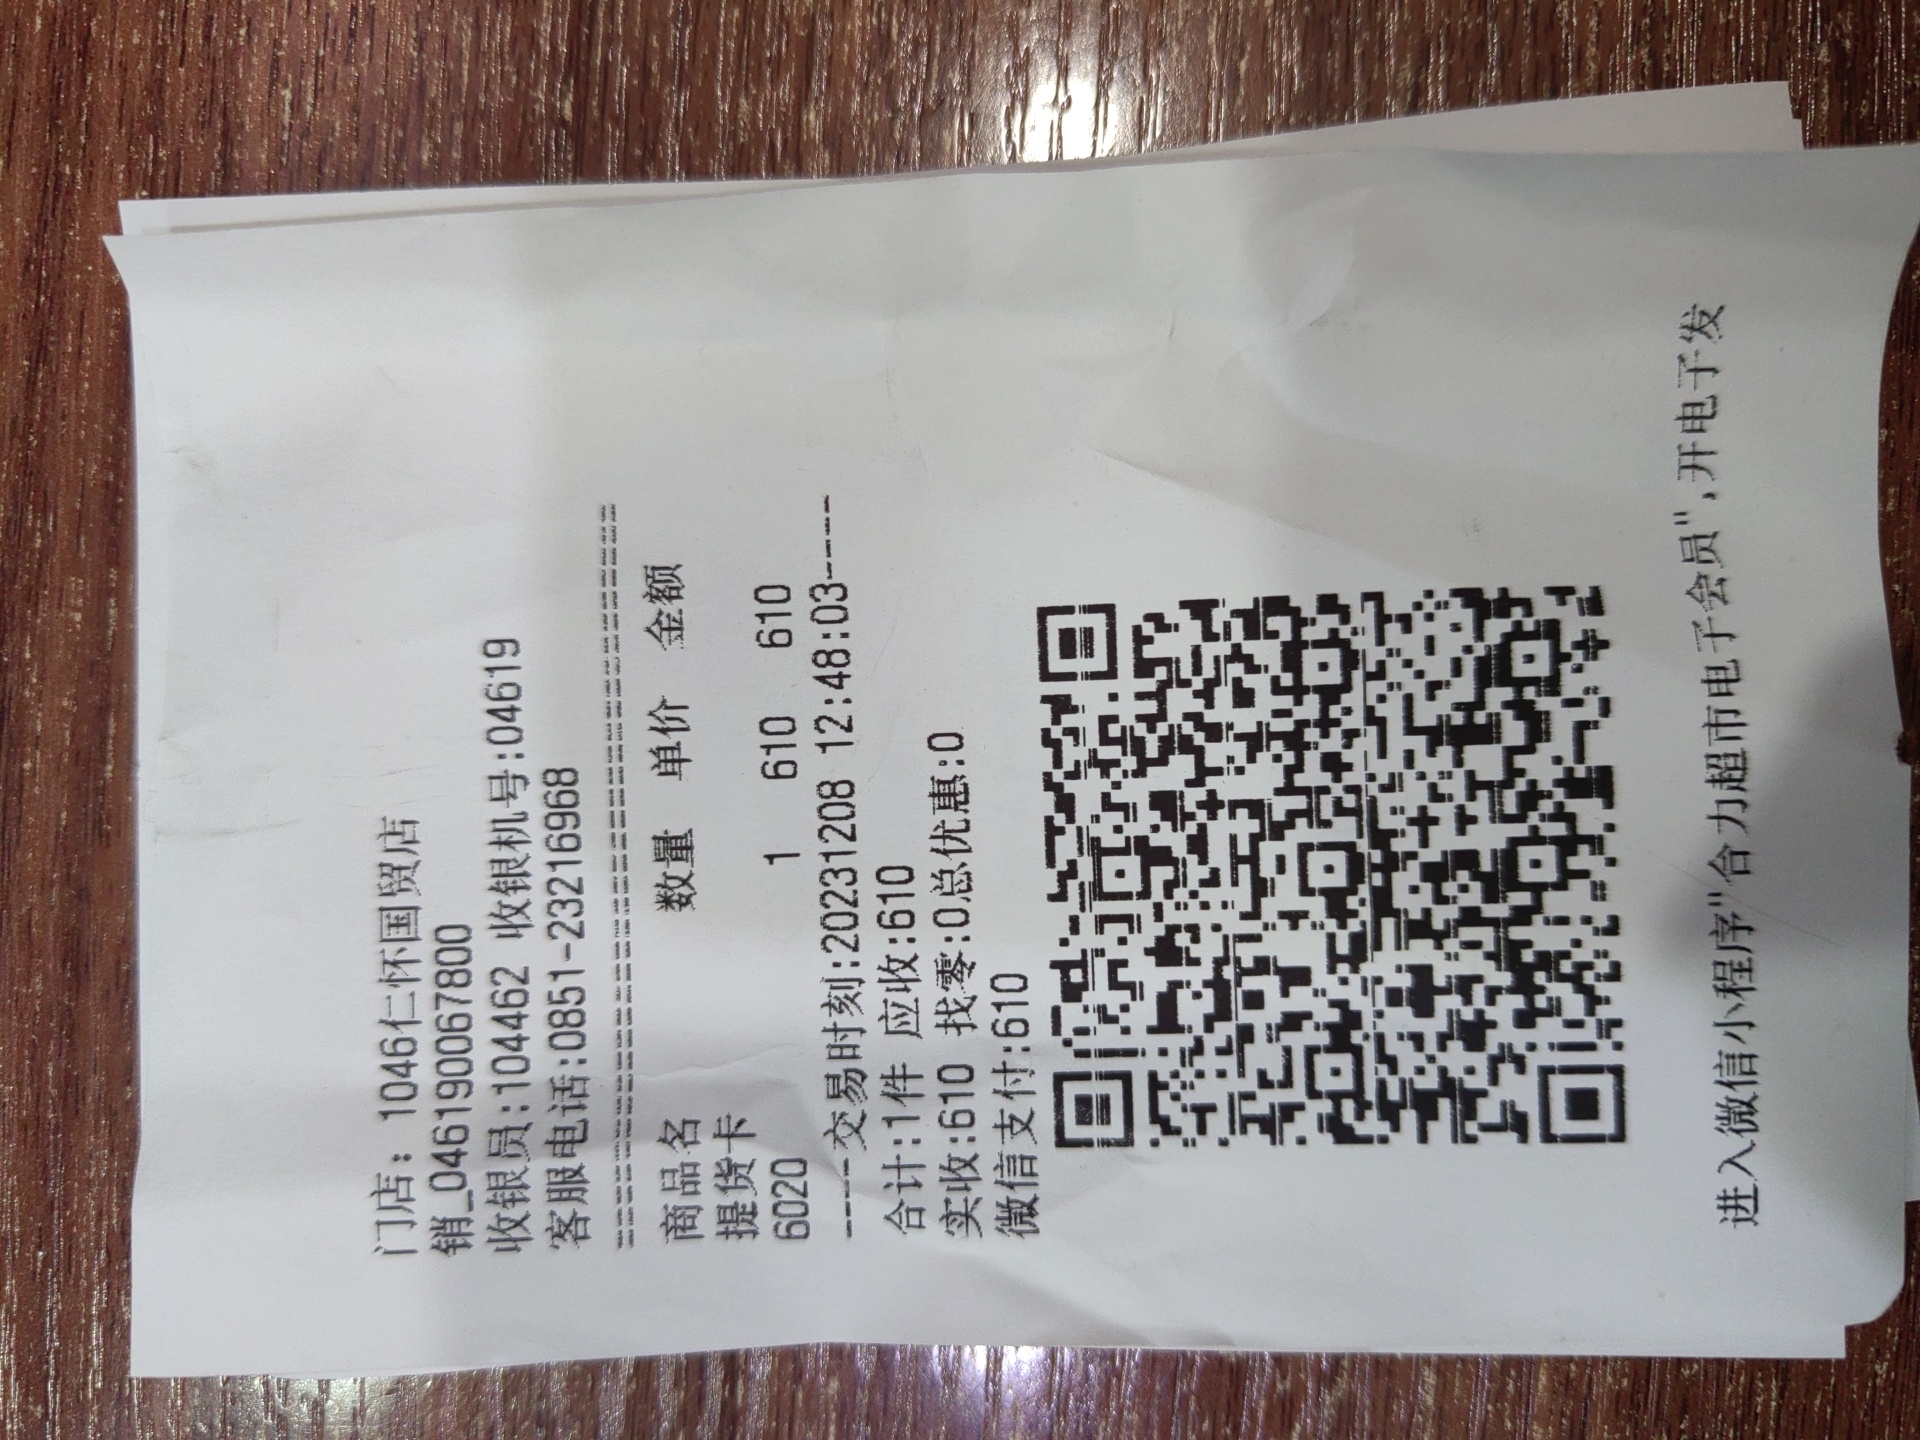 门店：1046仁怀国贸店
销_046190067800
收银员:104462 收银机号:04619
客服电话:0851-23216968
========================================
商品名 数量 单价 金额
提货卡
6020 1 610 610
-----交易时刻:20231208 12:48:03-----
合计:1件 应收:610
实收:610 找零:0总优惠:0
微信支付:610
进入微信小程序"合力超市电子会员",开电子发